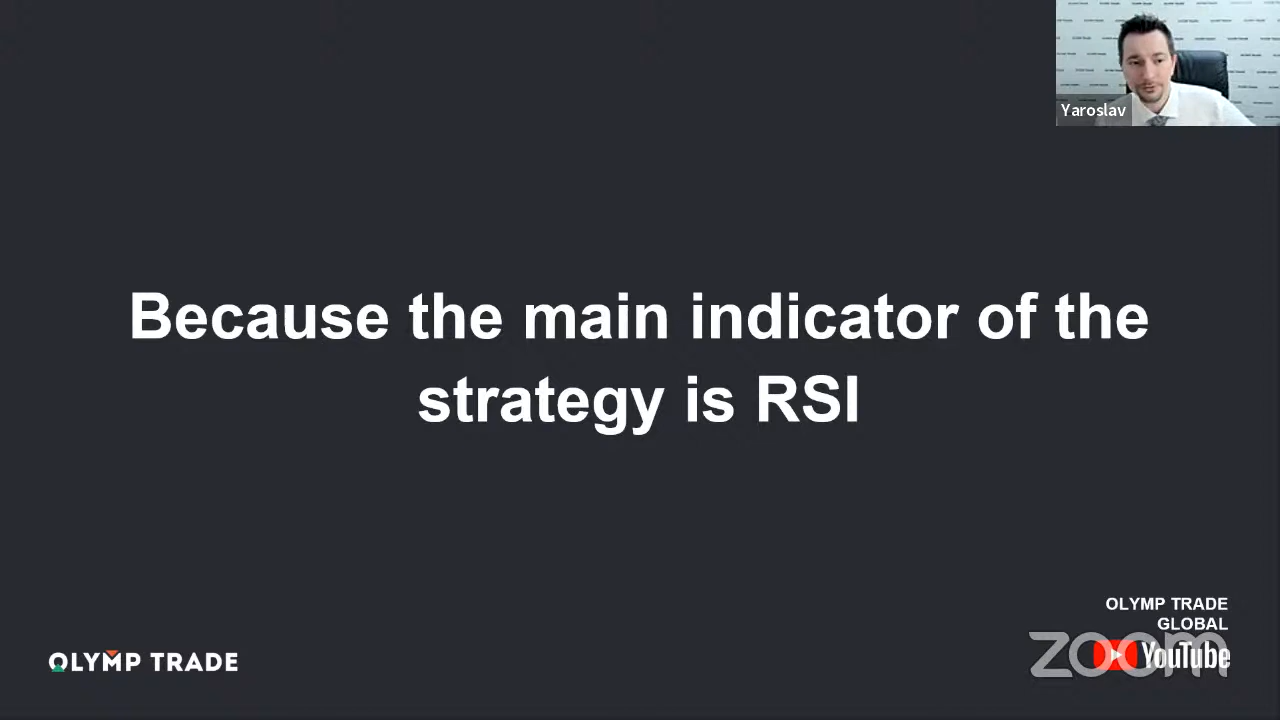 Yaroslav
Because the main indicator of the
strategy is RSI
OLYMP TRADE
GLOBAL
zoom
YouTube
OLYMP TRADE